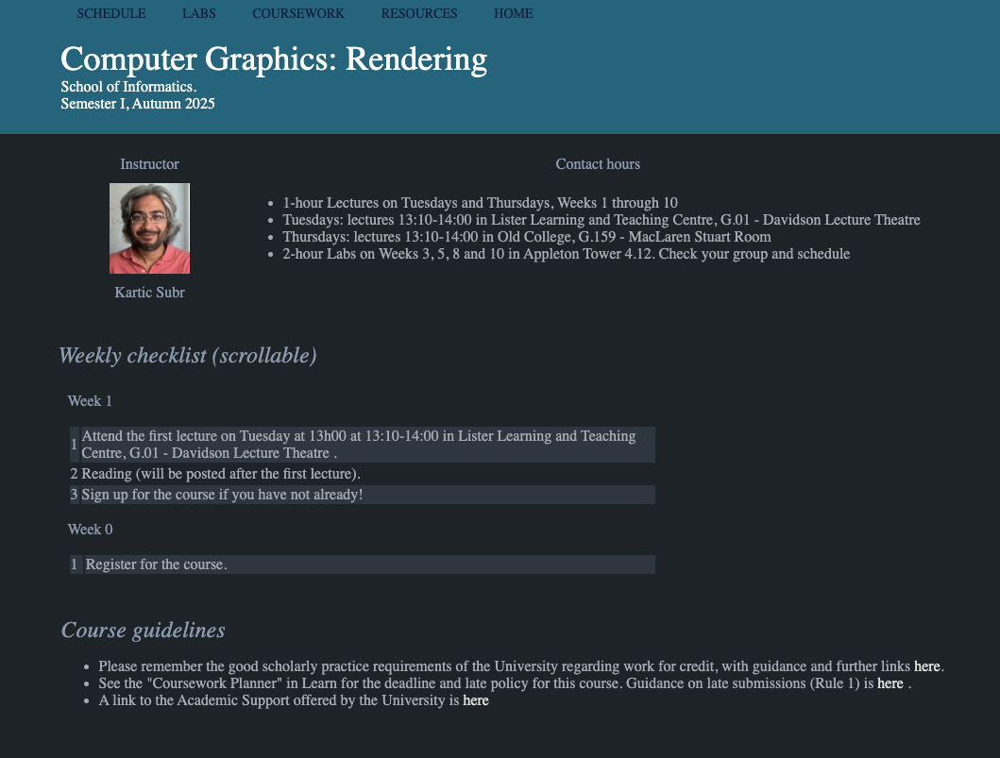 SCHEDULE LABS COURSEWORK RESOURCES HOME
Computer Graphics: Rendering
School of Informatics.
Semester I, Autumn 2025
Instructor
Kartic Subr
Contact hours
• 1-hour Lectures on Tuesdays and Thursdays, Weeks 1 through 10
• Tuesdays: lectures 13:10-14:00 in Lister Learning and Teaching Centre, G.01 - Davidson Lecture Theatre
• Thursdays: lectures 13:10-14:00 in Old College, G.159 - MacLaren Stuart Room
• 2-hour Labs on Weeks 3, 5, 8 and 10 in Appleton Tower 4.12. Check your group and schedule
Weekly checklist (scrollable)
Week 1
1 Attend the first lecture on Tuesday at 13h00 at 13:10-14:00 in Lister Learning and Teaching
Centre, G.01 - Davidson Lecture Theatre .
2 Reading (will be posted after the first lecture).
3 Sign up for the course if you have not already!
Week 0
1 Register for the course.
Course guidelines
• Please remember the good scholarly practice requirements of the University regarding work for credit, with guidance and further links here.
• See the "Coursework Planner" in Learn for the deadline and late policy for this course. Guidance on late submissions (Rule 1) is here .
• A link to the Academic Support offered by the University is here